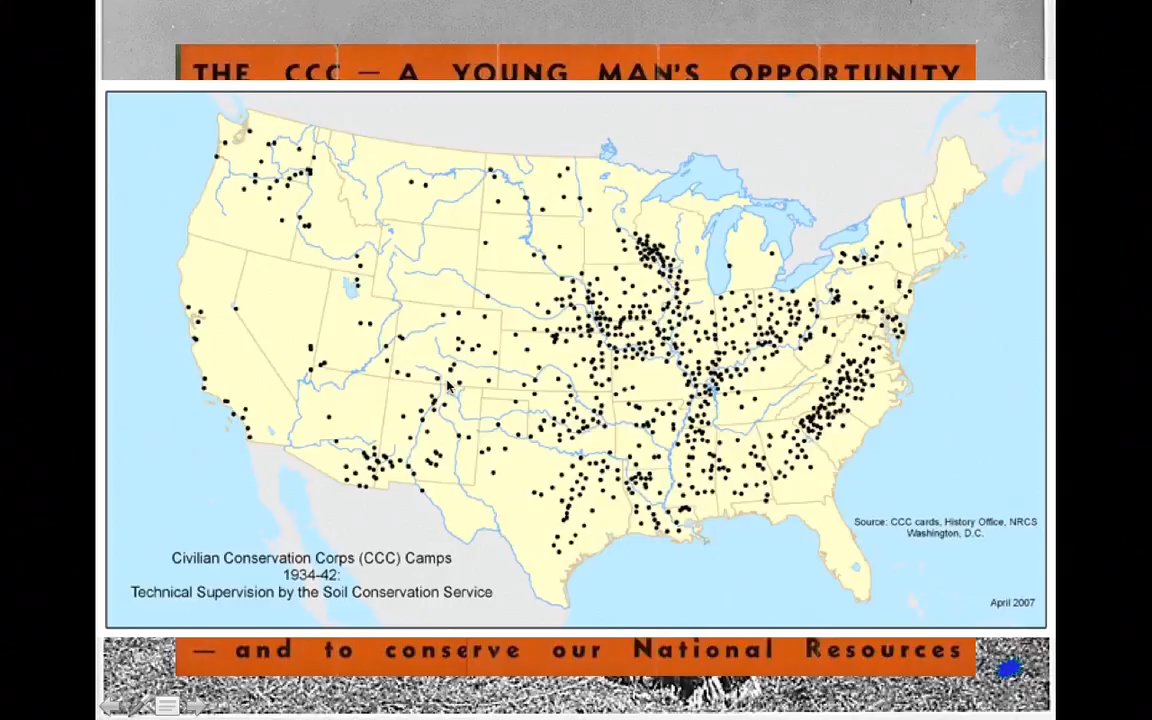 THE CCC — A YOUNG MAN'S OPPORTUNITY
Source: CCC cards, History Office, NRCS
Washington, D.C.
Civilian Conservation Corps (CCC) Camps
1934-42:
Technical Supervision by the Soil Conservation Service
April 2007
— and to conserve our National Resources